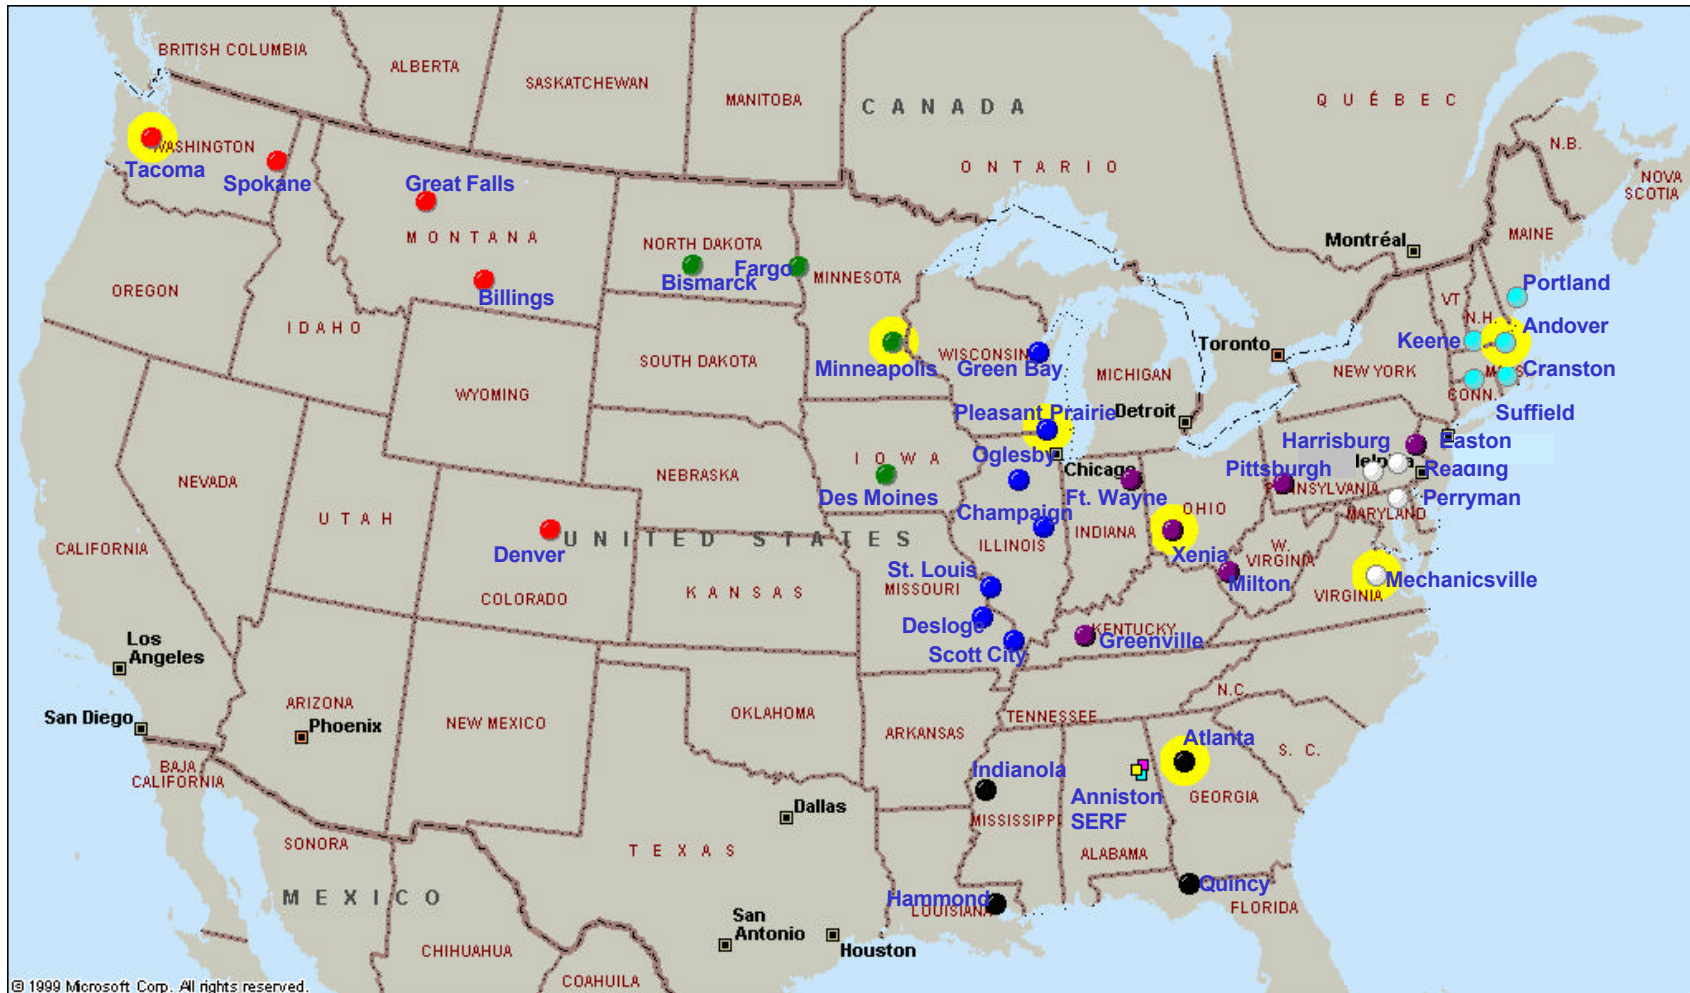 BRITISH COLUMBIA
ALBERTA
SASKATCHEWAN
MANITOBA
CANADA
ONTARIO
QUÉBEC
N.B.
NOVA
SCOTIA
WASHINGTON
Tacoma
Spokane
Great Falls
MONTANA
Billings
NORTH DAKOTA
Bismarck
Fargo
MINNESOTA
Montréal
MAINE
Portland
VT
N.H.
Andover
Keene
MASS
Cranston
CONN.
Suffield
OREGON
IDAHO
SOUTH DAKOTA
Minneapolis
WISCONSIN
Green Bay
MICHIGAN
Toronto
NEW YORK
WYOMING
Pleasant Prairie
Detroit
Oglesby
Chicago
Ft. Wayne
Harrisburg
Easton
Pittsburgh
Reading
PENNSYLVANIA
Perryman
MARYLAND
NEVADA
NEBRASKA
IOWA
Des Moines
Champaign
OHIO
UTAH
CALIFORNIA
Denver
UNITED STATES
ILLINOIS
INDIANA
Xenia
W.
VIRGINIA
Milton
Mechanicsville
VIRGINIA
COLORADO
KANSAS
St. Louis
MISSOURI
Desloge
Scott City
KENTUCKY
Greenville
Los
Angeles
San Diego
ARIZONA
Phoenix
NEW MEXICO
OKLAHOMA
ARKANSAS
TENNESSEE
N.C.
S. C.
Atlanta
BAJA
CALIFORNIA
Indianola
Anniston
SERF
GEORGIA
Dallas
MISSISSIPPI
SONORA
TEXAS
ALABAMA
MEXICO
Hammond
LOUISIANA
Quincy
FLORIDA
San
Antonio
Houston
CHIHUAHUA
COAHUILA
© 1999 Microsoft Corp. All rights reserved.